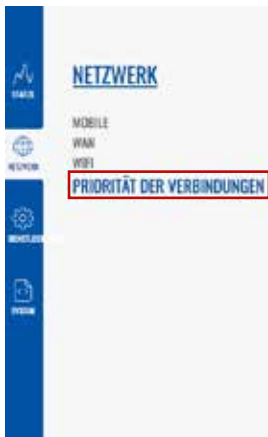 STATUS
NETZWERK
NETZWERK
MOBILE
WAN
WIFI
PRIORITÄT DER VERBINDUNGEN
SYSTEM